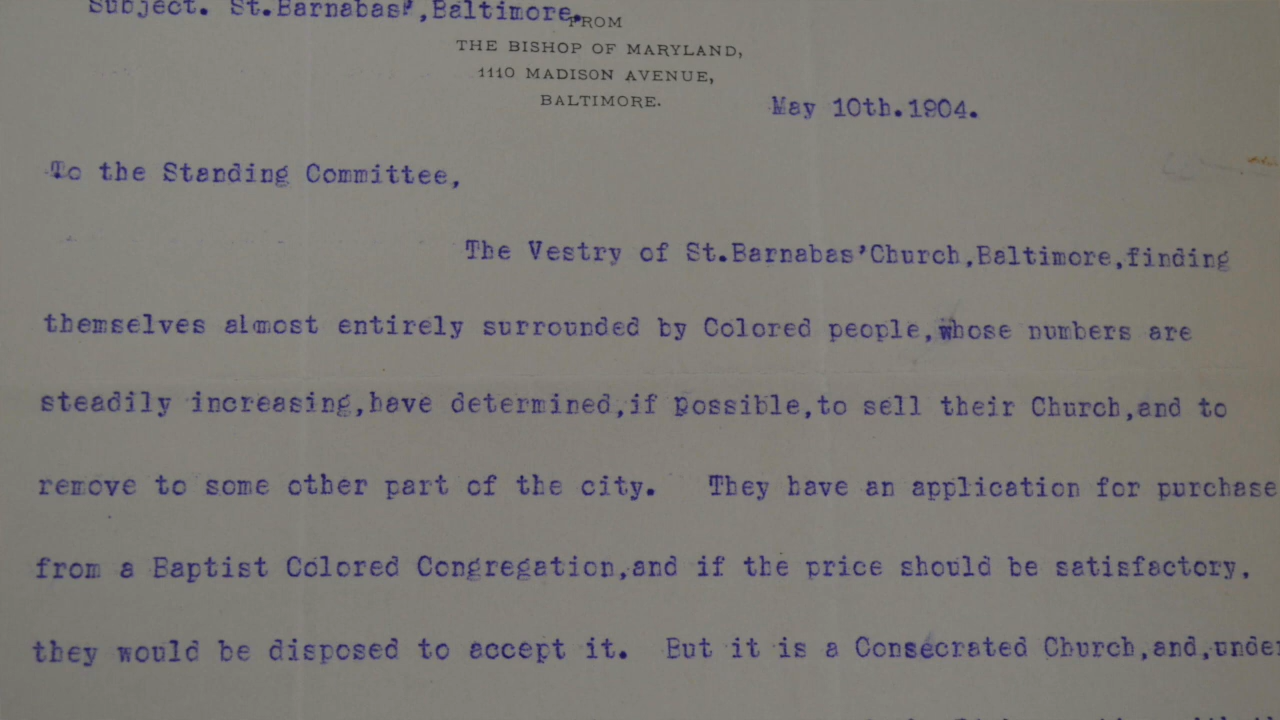 Subject. St.Barnabas',Baltimore.
FROM
THE BISHOP OF MARYLAND,
1110 MADISON AVENUE,
BALTIMORE.
May 10th.1904.
To the Standing Committee,
The Vestry of St.Barnabas'Church,Baltimore,finding
themselves almost entirely surrounded by Colored people,whose numbers are
steadily increasing,have determined,if possible,to sell their Church,and to
remove to some other part of the city. They have an application for purchase
from a Baptist Colored Congregation,and if the price should be satisfactory,
they would be disposed to accept it. But it is a Consecrated Church,and,under